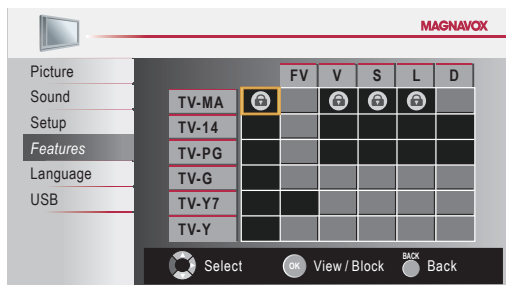 MAGNAVOX
Picture
Sound
Setup
Features
Language
USB
FV V S L D
TV-MA
TV-14
TV-PG
TV-G
TV-Y7
TV-Y
Select OK View / Block BACK Back